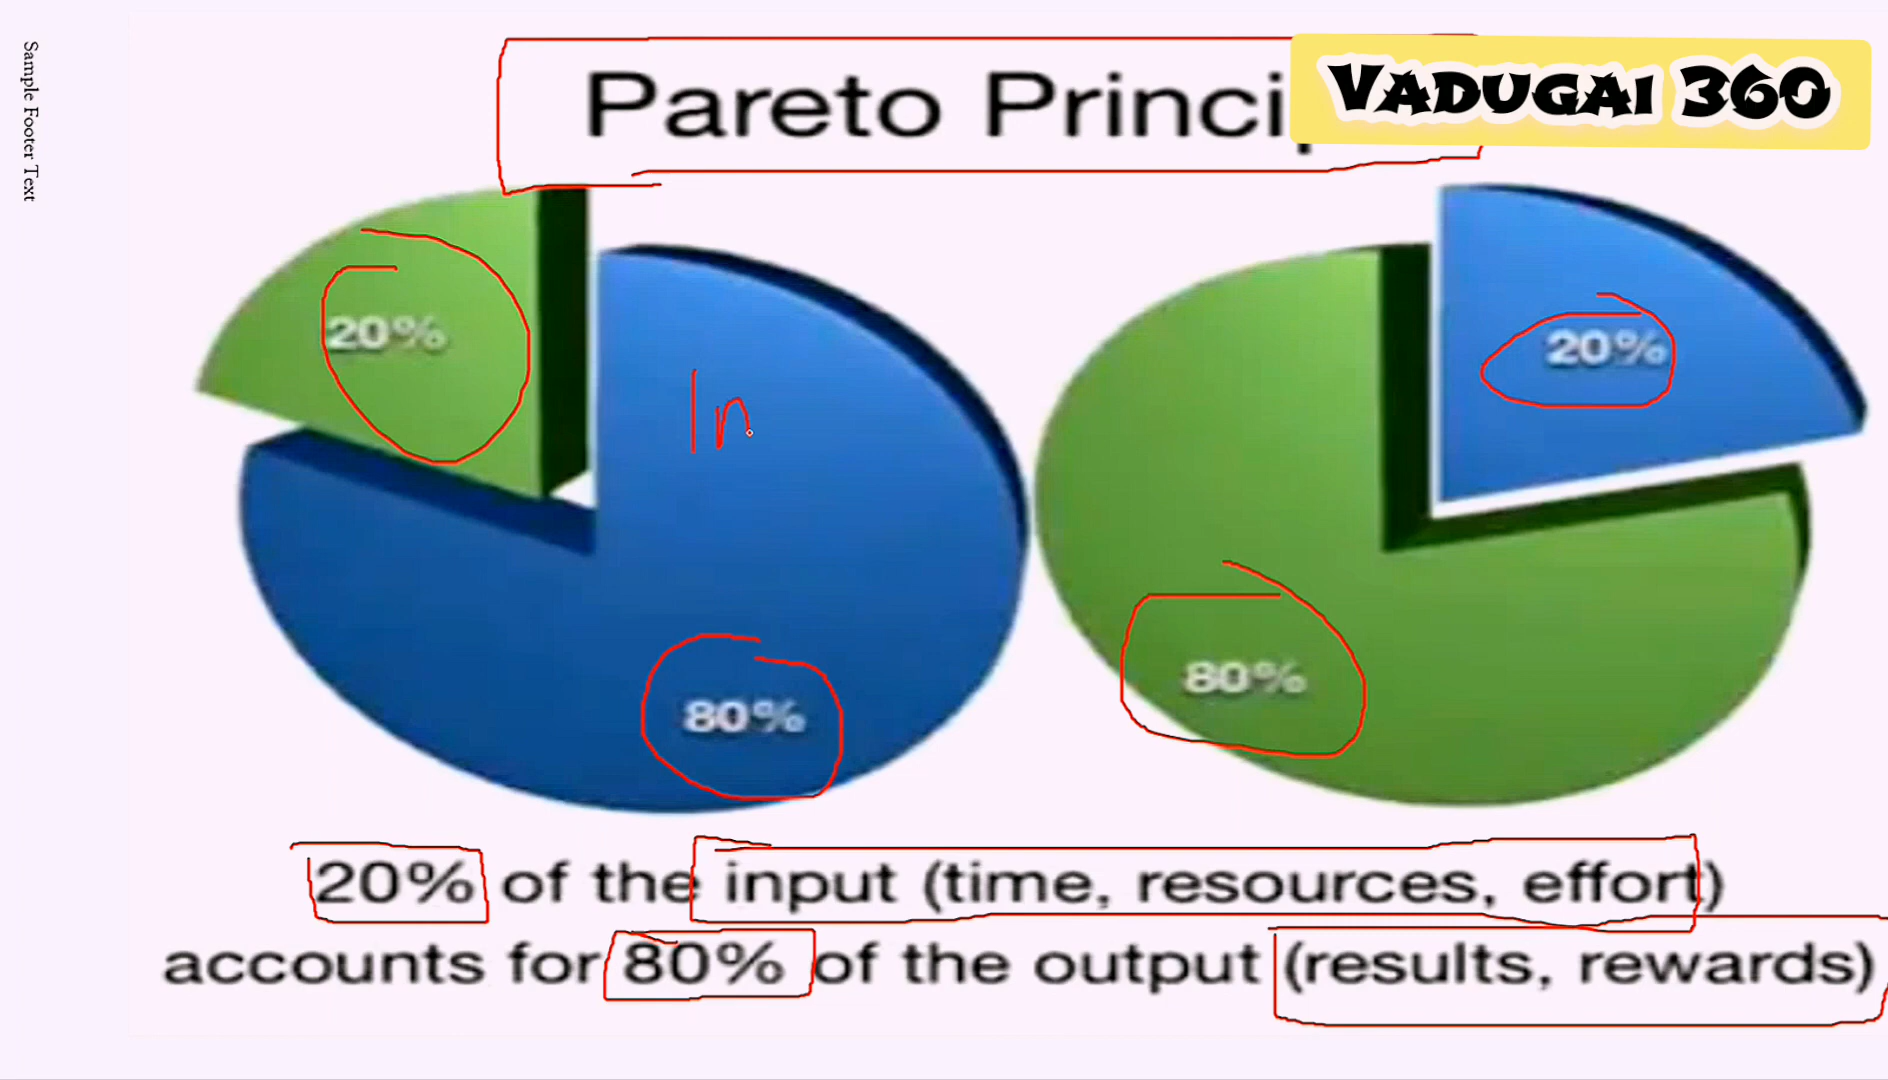 Sample Footer Text
Pareto Princip
VADUGAI 360
20%
20%
In
80%
80%
20% of the input (time, resources, effort)
accounts for 80% of the output (results, rewards)